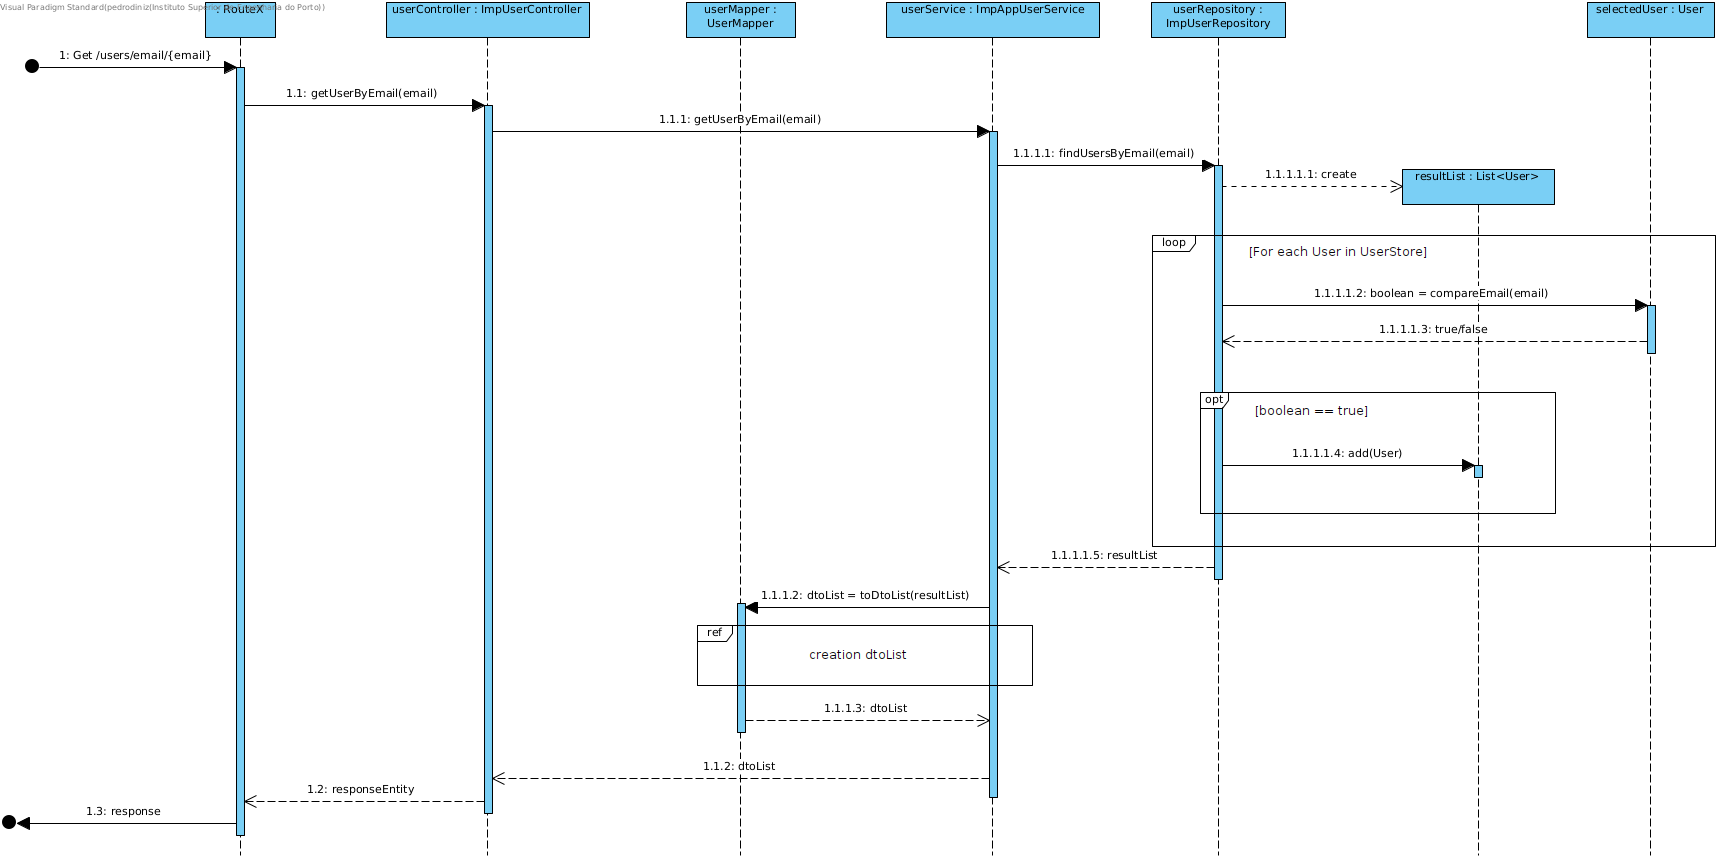 Visual Paradigm Standard(pedrodiniz(Instituto Superior de Engenharia do Porto))
: RouteX
userController : ImpUserController
userMapper :
UserMapper
userService : ImpAppUserService
userRepository :
ImpUserRepository
selectedUser : User
1: Get /users/email/{email}
1.1: getUserByEmail(email)
1.1.1: getUserByEmail(email)
1.1.1.1: findUsersByEmail(email)
1.1.1.1.1: create
resultList : List<User>
loop
[For each User in UserStore]
1.1.1.1.2: boolean = compareEmail(email)
1.1.1.1.3: true/false
opt
[boolean == true]
1.1.1.1.4: add(User)
1.1.1.1.5: resultList
1.1.1.2: dtoList = toDtoList(resultList)
ref
creation dtoList
1.1.1.3: dtoList
1.1.2: dtoList
1.2: responseEntity
1.3: response